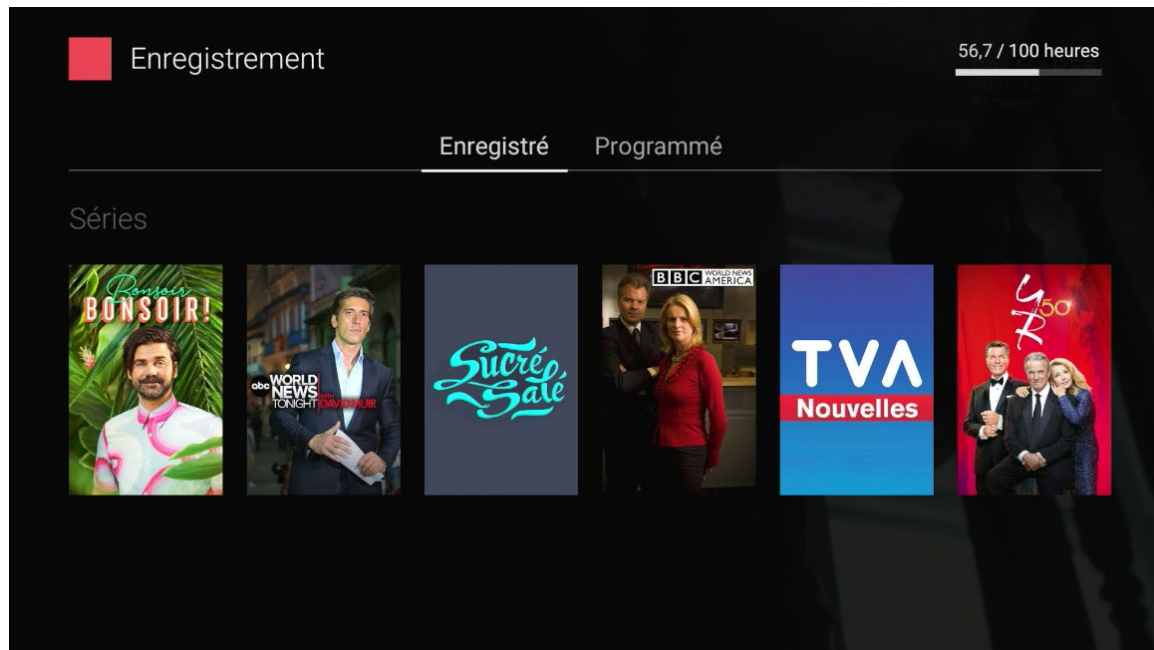 Enregistrement
56,7 / 100 heures
Enregistré
Programmé
Séries
Bonsoir
BONSOIR!
abc WORLD
NEWS
TONIGHT
WITH
DAVID MUIR
Sucré
Salé
BBC WORLD NEWS
AMERICA
TVA
Nouvelles
Y
&
R
50